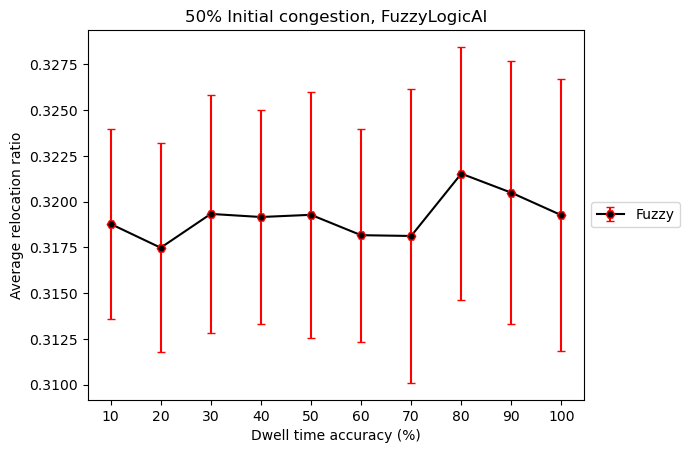 50% Initial congestion, FuzzyLogicAI
Average relocation ratio
0.3275
0.3250
0.3225
0.3200
0.3175
0.3150
0.3125
0.3100
10 20 30 40 50 60 70 80 90 100
Dwell time accuracy (%)
Fuzzy